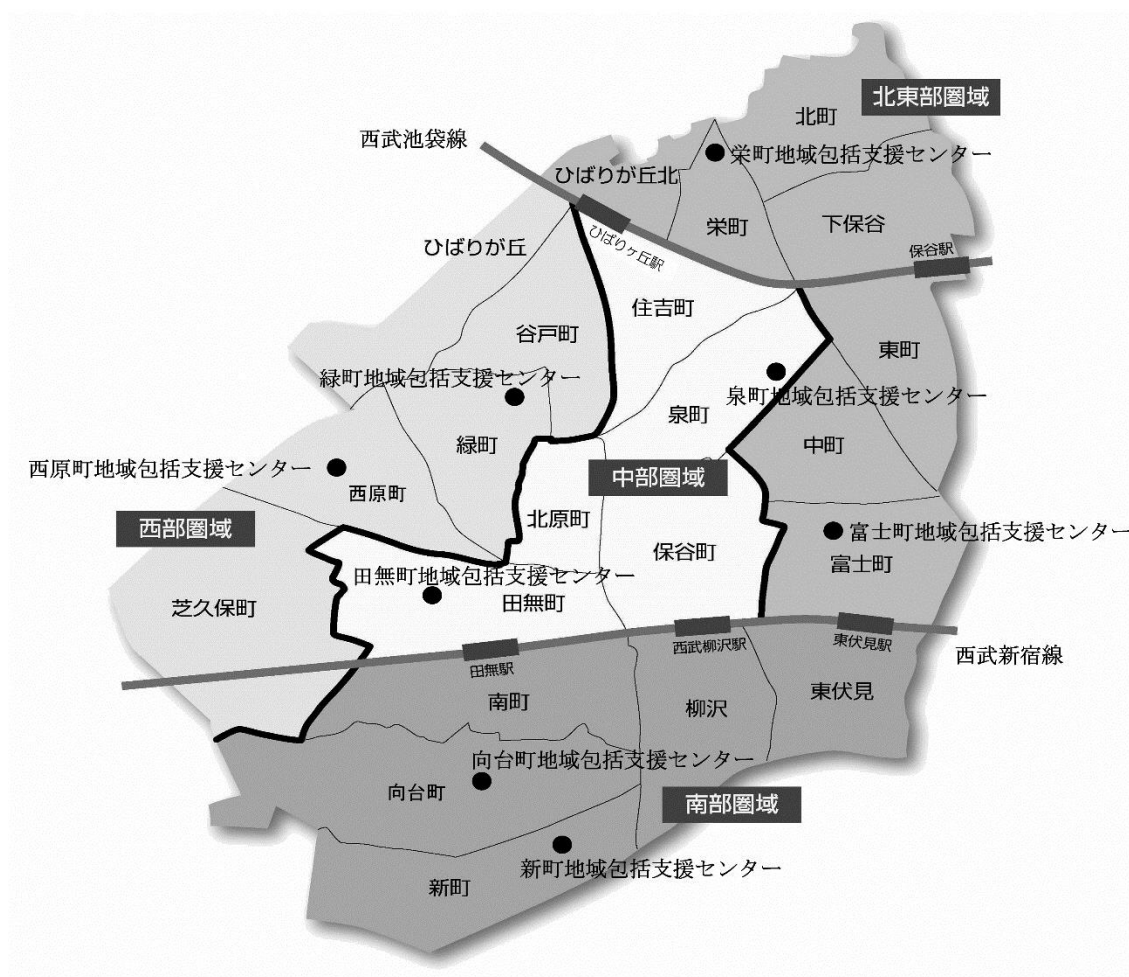 北町
北東部圏域
西武池袋線
栄町地域包括支援センター
ひばりが丘北
栄町
下保谷
ひばりヶ丘駅
保谷駅
ひばりが丘
住吉町
谷戸町
東町
緑町地域包括支援センター
泉町地域包括支援センター
泉町
緑町
中町
西原町地域包括支援センター
西原町
中部圏域
西部圏域
北原町
保谷町
富士町地域包括支援センター
富士町
田無町地域包括支援センター
田無町
芝久保町
西武柳沢駅
東伏見駅
西武新宿線
田無駅
南町
柳沢
東伏見
向台町地域包括支援センター
向台町
南部圏域
新町地域包括支援センター
新町